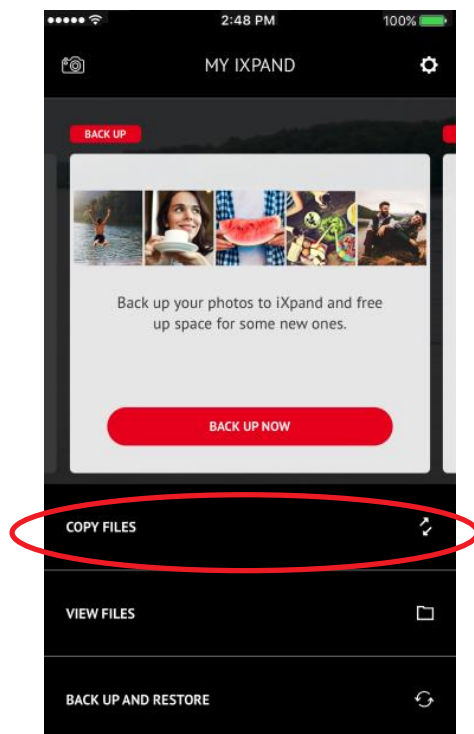 2:48 PM
100%
MY IXPAND
BACK UP
Back up your photos to iXpand and free
up space for some new ones.
BACK UP NOW
COPY FILES
VIEW FILES
BACK UP AND RESTORE